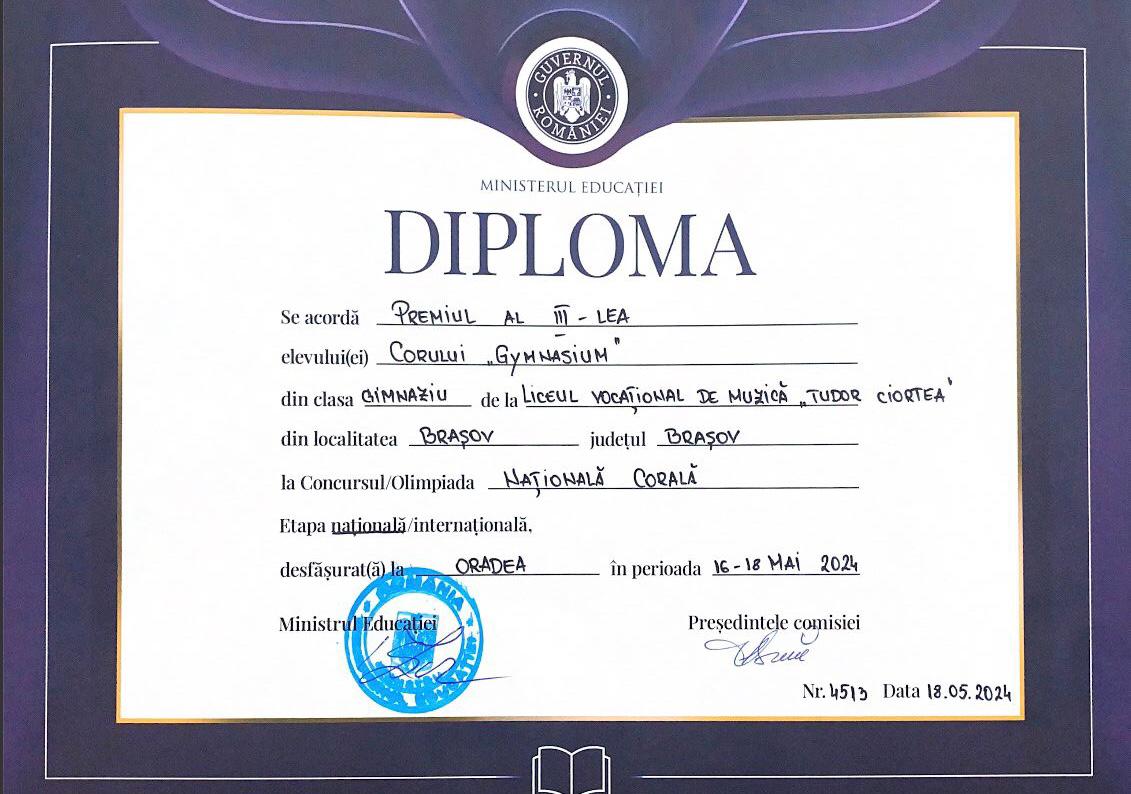 GUVERNUL ROMÂNIEI
MINISTERUL EDUCAȚIEI
DIPLOMA
Se acordă PREMIUL AL III - LEA
elevului(ei) CORULUI „GYMNASIUM"
din clasa GIMNAZIU de la LICEUL VOCAȚIONAL DE MUZICĂ „TUDOR CIORTEA"
din localitatea BRAȘOV județul BRAȘOV
la Concursul/Olimpiada NAȚIONALĂ CORALĂ
Etapa națională/internațională,
desfășurat(ă) la ORADEA în perioada 16-18 MAI 2024
ROMANIA
Ministrul Educației Președintele comisiei
EDUCAȚIEI
Nr. 4513 Data 18.05.2024